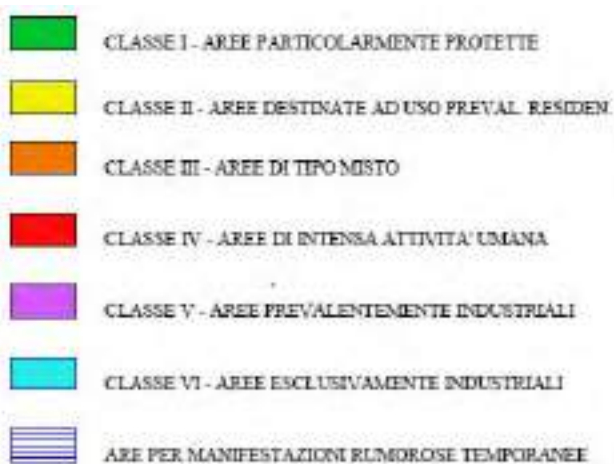 CLASSE I - AREE PARTICOLARMENTE PROTETTE
CLASSE II - AREE DESTINATE AD USO PREVAL. RESIDEN.
CLASSE III - AREE DI TIPO MISTO
CLASSE IV - AREE DI INTENSA ATTIVITA' UMANA
CLASSE V - AREE PREVALENTEMENTE INDUSTRIALI
CLASSE VI - AREE ESCLUSIVAMENTE INDUSTRIALI
ARE PER MANIFESTAZIONI RUMOROSE TEMPORANEE